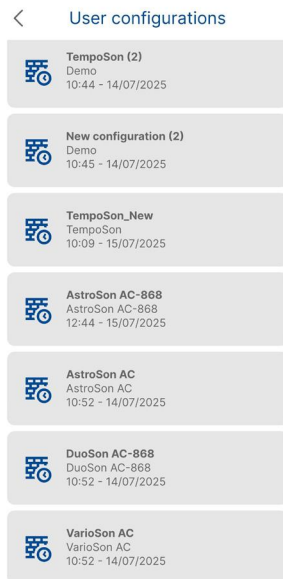 User configurations
TempoSon (2)
Demo
10:44 - 14/07/2025
New configuration (2)
Demo
10:45 - 14/07/2025
TempoSon_New
TempoSon
10:09 - 15/07/2025
AstroSon AC-868
AstroSon AC-868
12:44 - 15/07/2025
AstroSon AC
AstroSon AC
10:52 - 14/07/2025
DuoSon AC-868
DuoSon AC-868
10:52 - 14/07/2025
VarioSon AC
VarioSon AC
10:52 - 14/07/2025